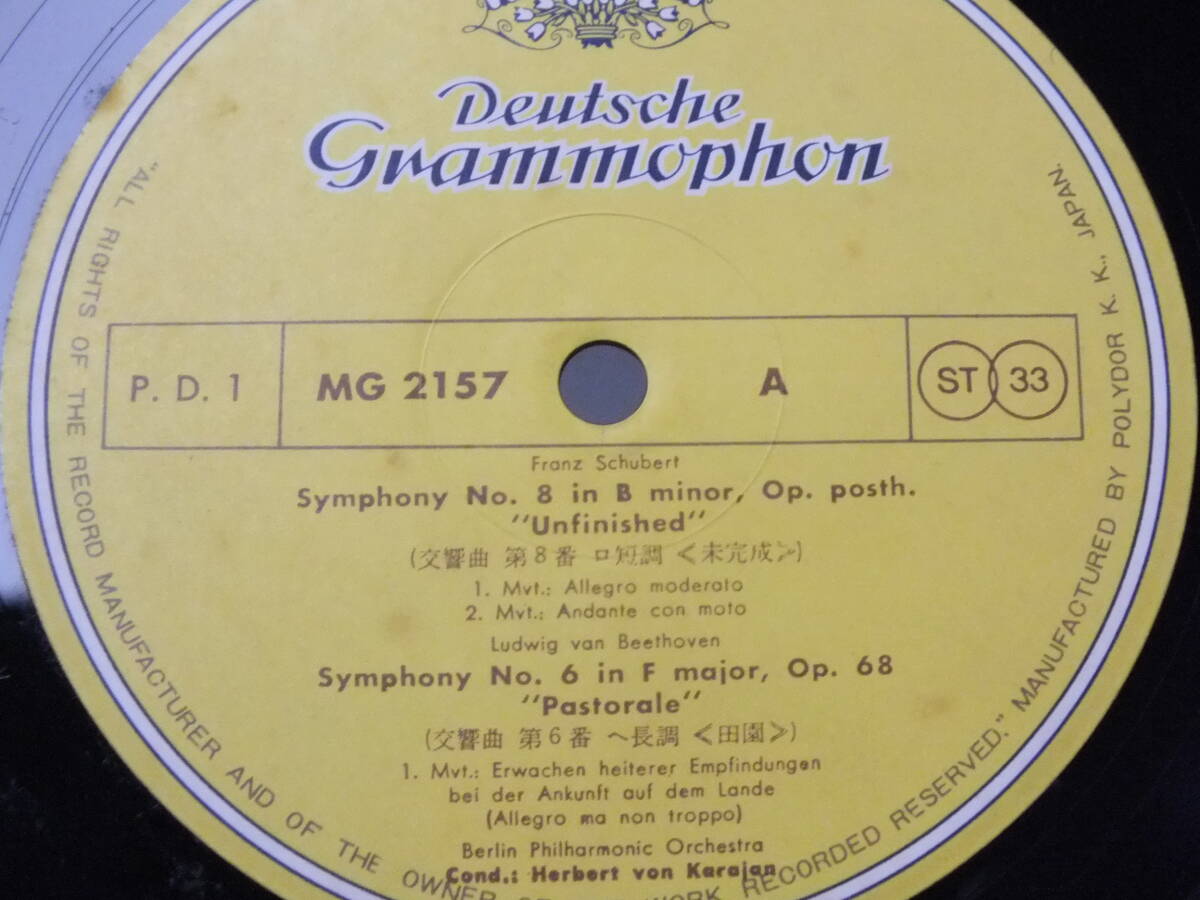 Deutsche
Grammophon
P. D. 1 MG 2157 A ST 33
Franz Schubert
Symphony No. 8 in B minor, Op. posth.
"Unfinished"
(交響曲 第8番 ロ短調 <未完成>)
1. Mvt.: Allegro moderato
2. Mvt.: Andante con moto
Ludwig van Beethoven
Symphony No. 6 in F major, Op. 68
"Pastorale"
(交響曲 第6番 ヘ長調 <田園>)
1. Mvt.: Erwachen heiterer Empfindungen
bei der Ankunft auf dem Lande
(Allegro ma non troppo)
Berlin Philharmonic Orchestra
Cond.: Herbert von Karajan
"ALL RIGHTS OF THE RECORD MANUFACTURER AND OF THE OWNER OF WORK RECORDED RESERVED." MANUFACTURED BY POLYDOR K. K., JAPAN.